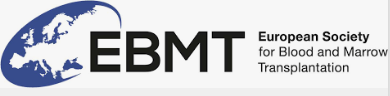 EBMT
European Society
for Blood and Marrow
Transplantation